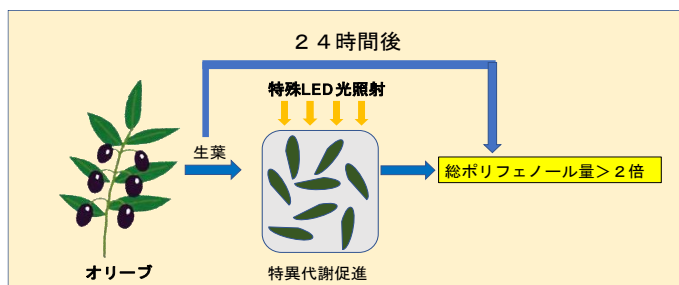 ２４時間後
特殊LED光照射
生葉
総ポリフェノール量＞２倍
オリーブ
特異代謝促進